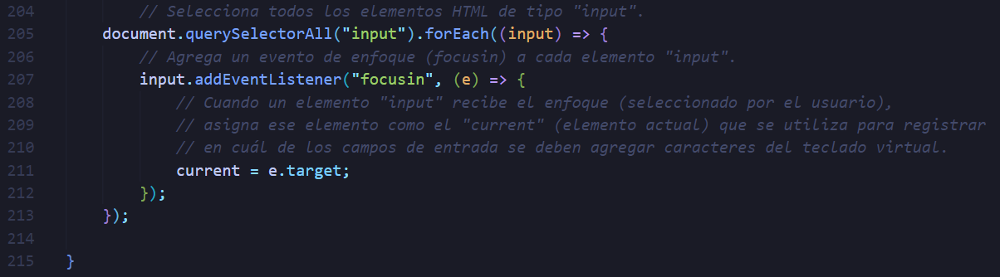 204 // Selecciona todos los elementos HTML de tipo "input".
205 document.querySelectorAll("input").forEach((input) => {
206 // Agrega un evento de enfoque (focusin) a cada elemento "input".
207 input.addEventListener("focusin", (e) => {
208 // Cuando un elemento "input" recibe el enfoque (seleccionado por el usuario),
209 // asigna ese elemento como el "current" (elemento actual) que se utiliza para registrar
210 // en cuál de los campos de entrada se deben agregar caracteres del teclado virtual.
211 current = e.target;
212 });
213 });
214
215 }